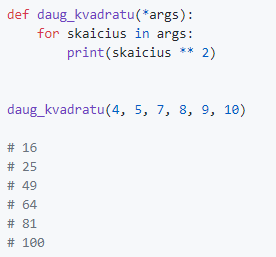 def daug_kvadratu(*args):
    for skaicius in args:
        print(skaicius ** 2)

daug_kvadratu(4, 5, 7, 8, 9, 10)

# 16
# 25
# 49
# 64
# 81
# 100